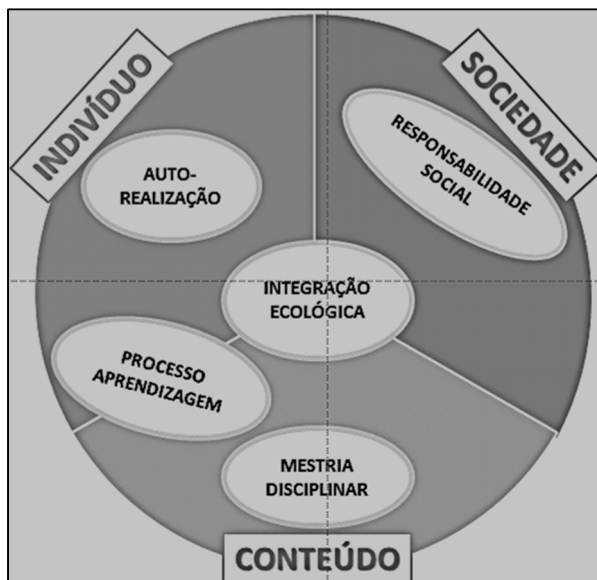 INDIVÍDUO
SOCIEDADE
AUTO-
REALIZAÇÃO
RESPONSABILIDADE
SOCIAL
INTEGRAÇÃO
ECOLÓGICA
PROCESSO
APRENDIZAGEM
MESTRIA
DISCIPLINAR
CONTEÚDO